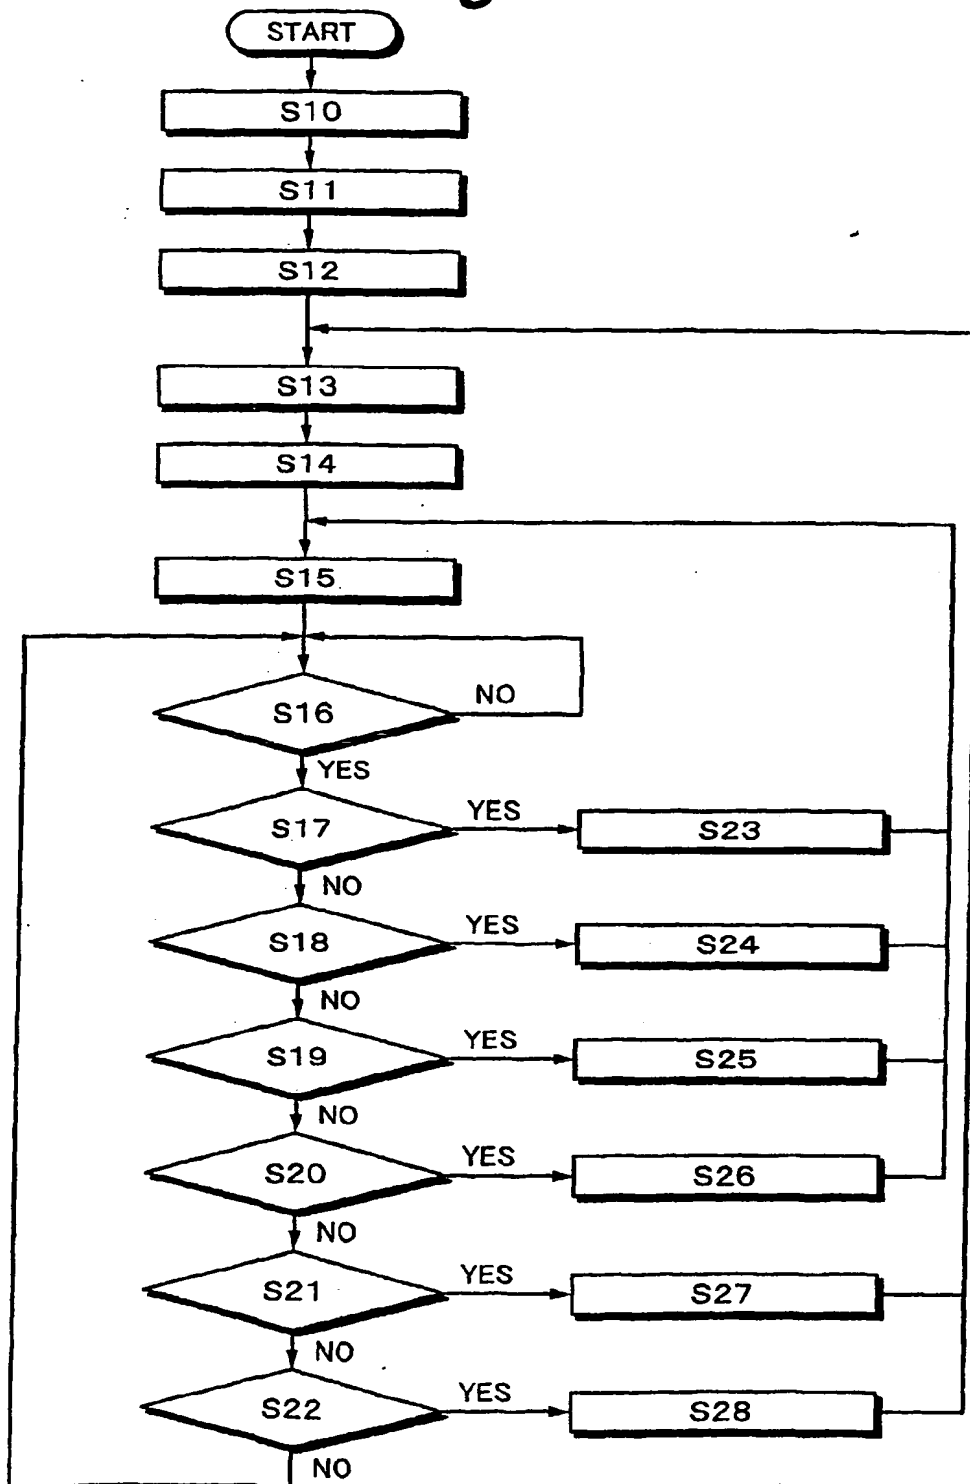 START
S10
S11
S12
S13
S14
S15
S16
NO
YES
S17
YES
S23
NO
S18
YES
S24
NO
S19
YES
S25
NO
S20
YES
S26
NO
S21
YES
S27
NO
S22
YES
S28
NO